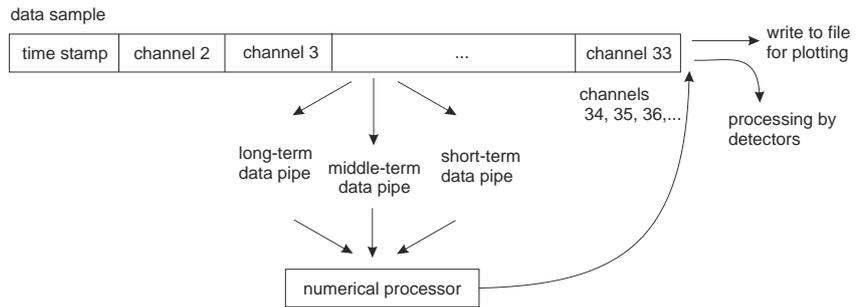 data sample
time stamp
channel 2
channel 3
...
channel 33
write to file
for plotting
channels
34, 35, 36,...
processing by
detectors
long-term
data pipe
middle-term
data pipe
short-term
data pipe
numerical processor